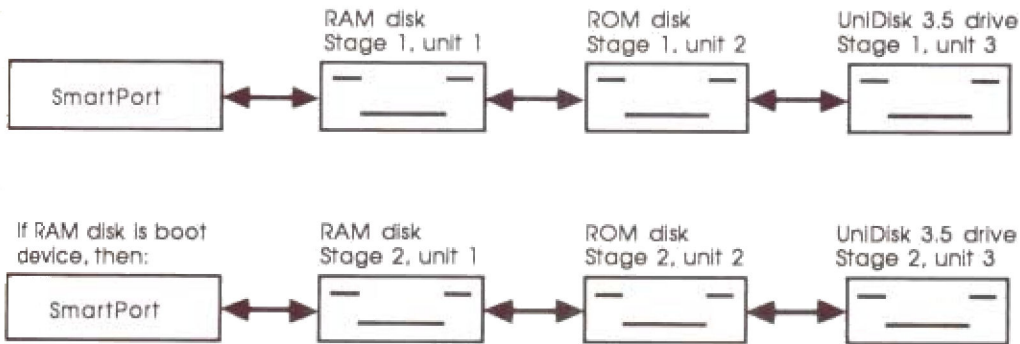 RAM disk
Stage 1, unit 1
ROM disk
Stage 1, unit 2
UniDisk 3.5 drive
Stage 1, unit 3
SmartPort
If RAM disk is boot
device, then:
RAM disk
Stage 2, unit 1
ROM disk
Stage 2, unit 2
UniDisk 3.5 drive
Stage 2, unit 3
SmartPort